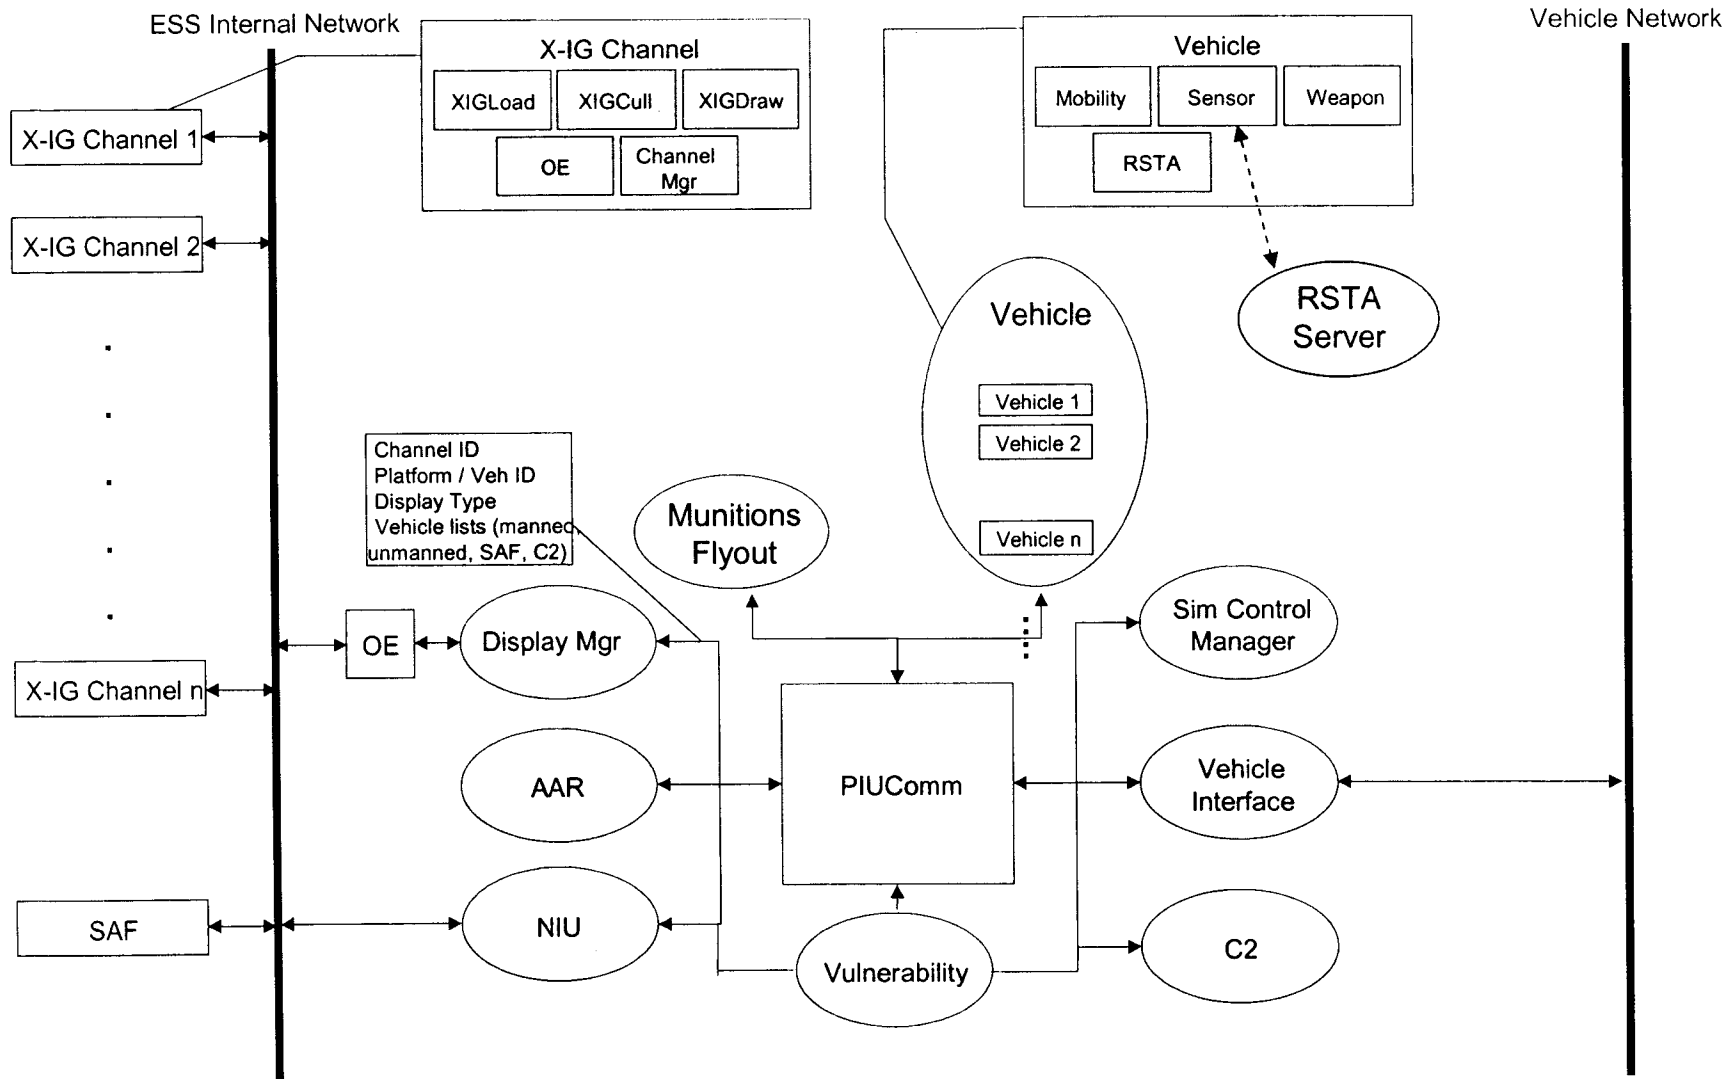 ESS Internal Network
Vehicle Network
X-IG Channel
XIGLoad
XIGCull
XIGDraw
OE
Channel
Mgr
Vehicle
Mobility
Sensor
Weapon
RSTA
X-IG Channel 1
X-IG Channel 2
RSTA
Server
Vehicle
Vehicle 1
Vehicle 2
Vehicle n
Channel ID
Platform / Veh ID
Display Type
Vehicle lists (manned,
unmanned, SAF, C2)
Munitions
Flyout
Sim Control
Manager
OE
Display Mgr
X-IG Channel n
AAR
PIUComm
Vehicle
Interface
SAF
NIU
Vulnerability
C2